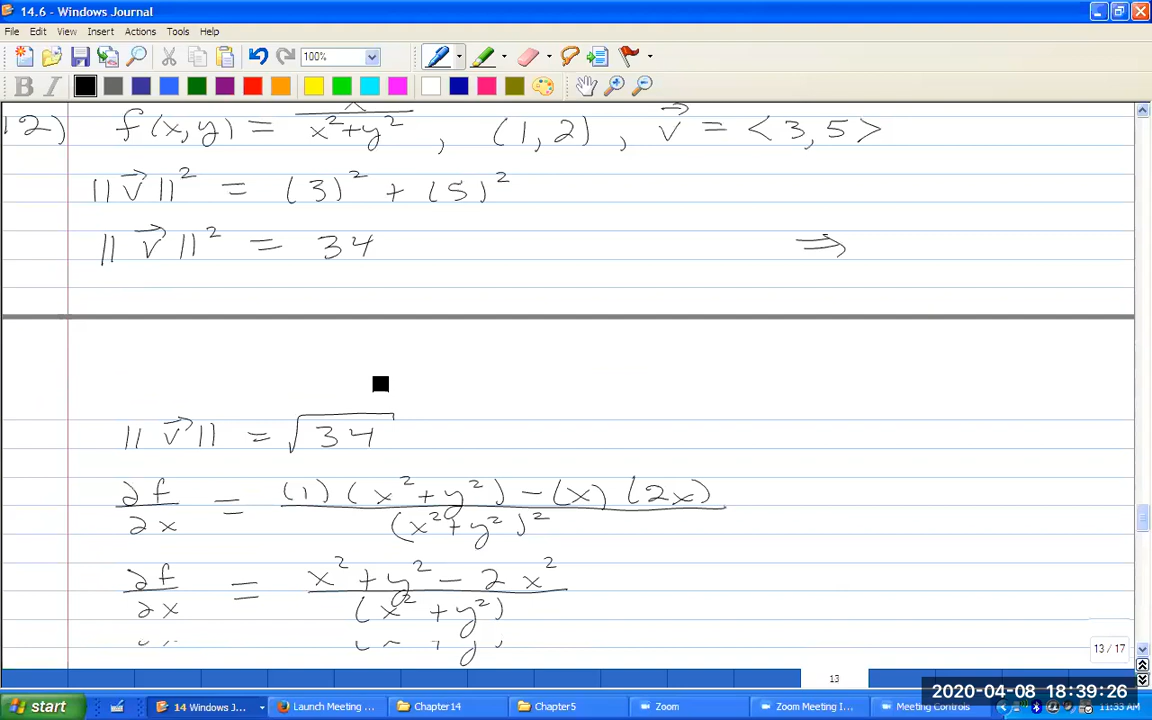 14.6 - Windows Journal
File Edit View Insert Actions Tools Help
100%
B I
12) f(x,y) = x / x²+y² , (1,2) , v⃗ = <3,5>
||v⃗||² = (3)² + (5)²
||v⃗||² = 34 ⇒
||v⃗|| = √34
∂f/∂x = (1)(x²+y²) - (x)(2x) / (x²+y²)²
∂f/∂x = x²+y² - 2x² / (x²+y²)
13 / 17
13
2020-04-08 18:39:26
start 14 Windows J... Launch Meeting ... Chapter14 Chapter5 Zoom Zoom Meeting I... Meeting Controls 11:33 AM